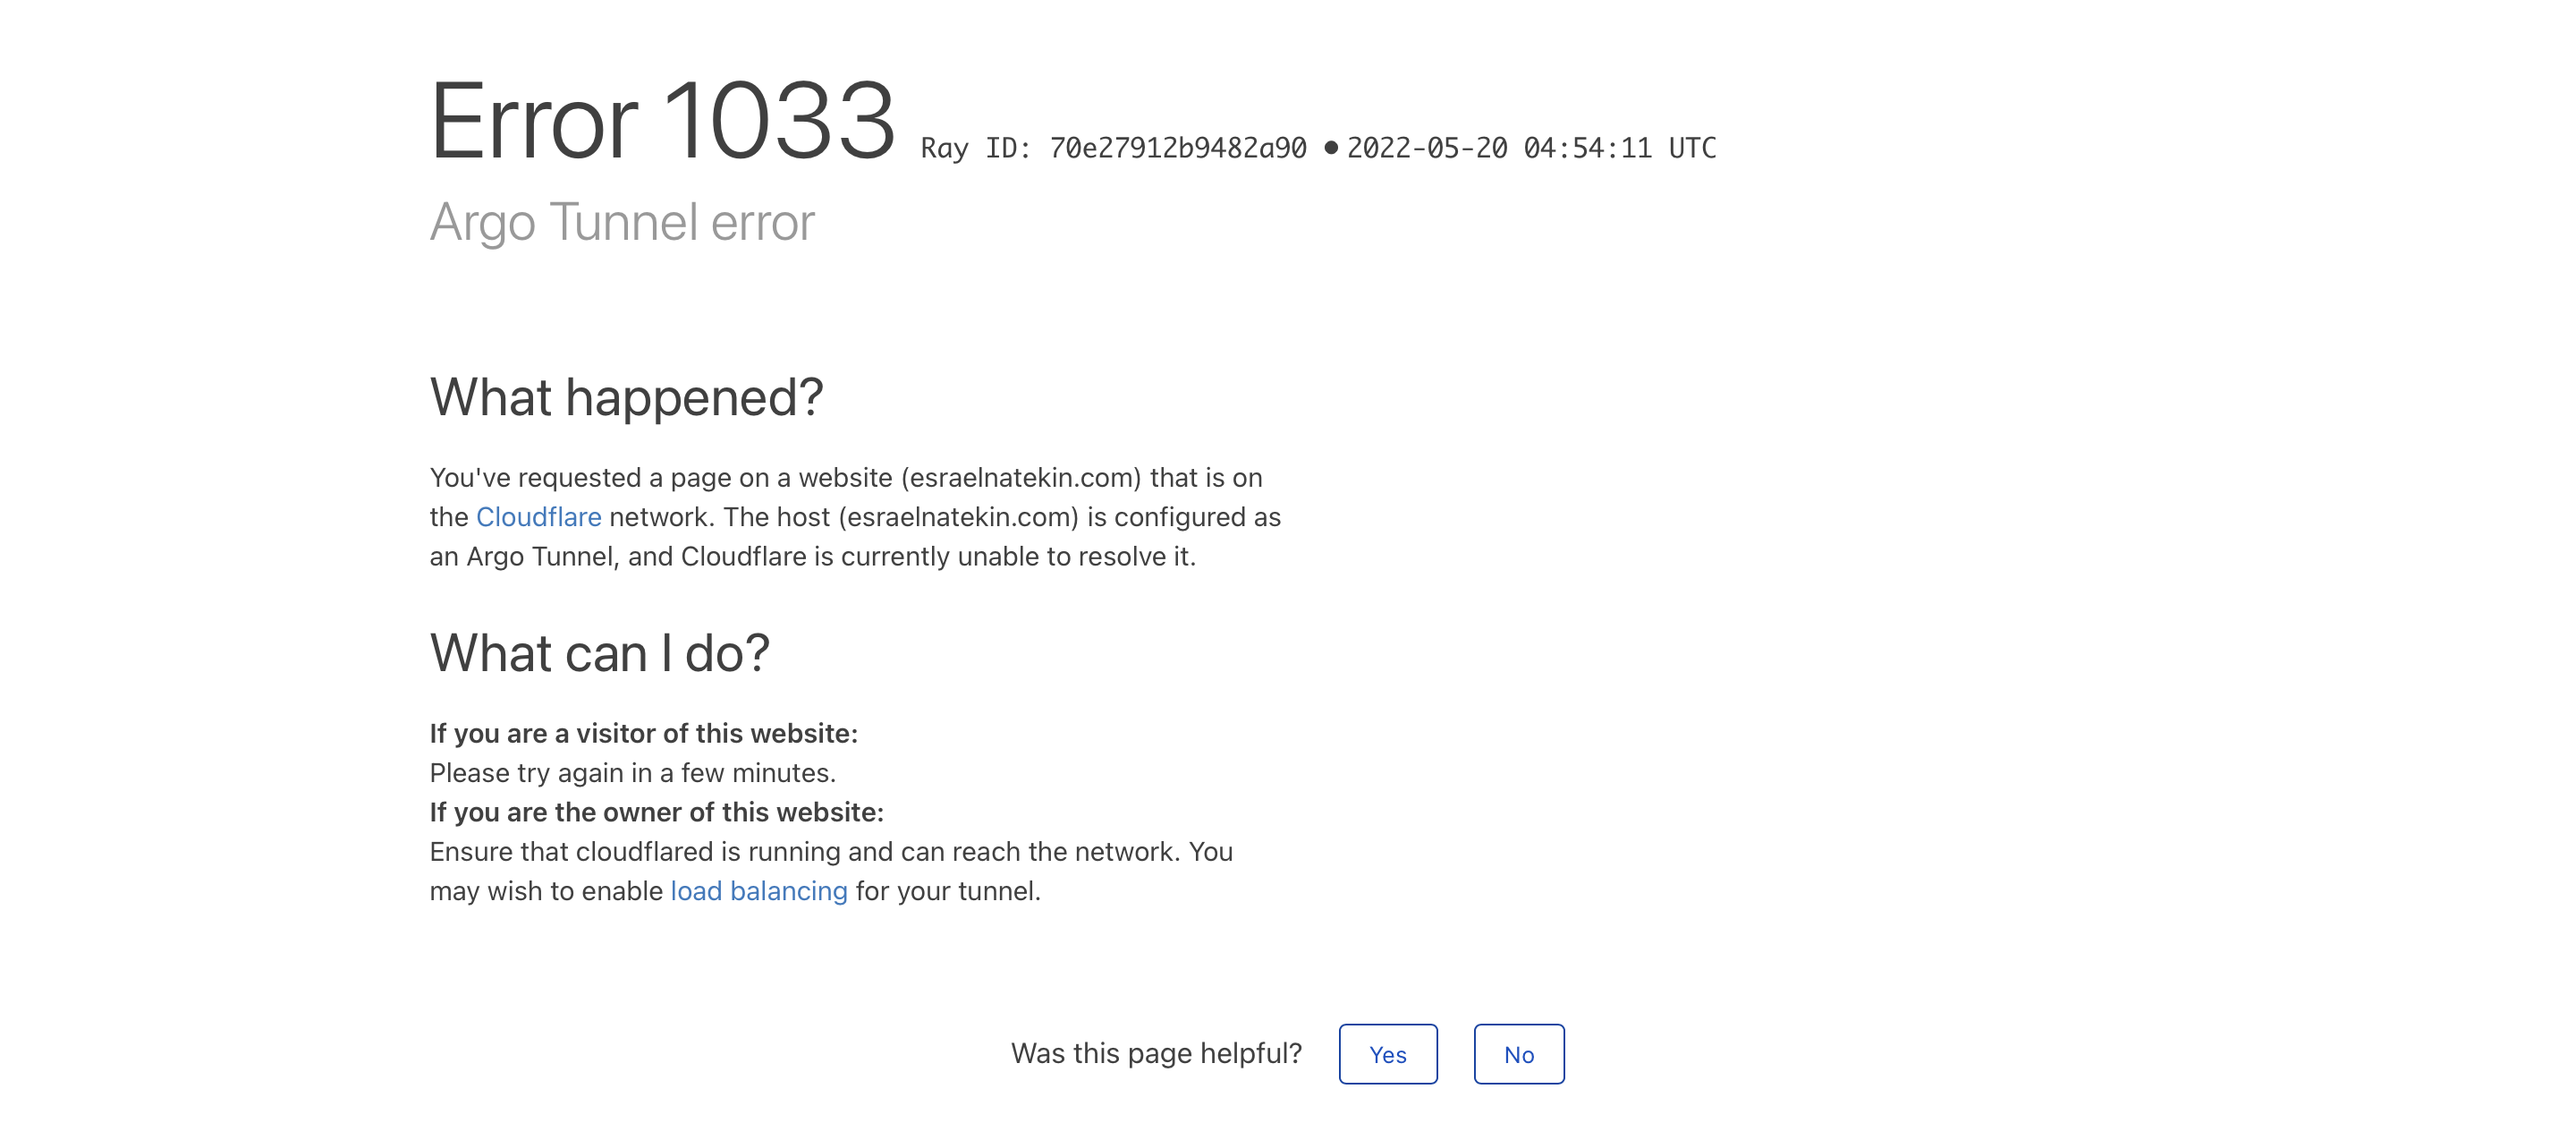 Error 1033 Ray ID: 70e27912b9482a90 • 2022-05-20 04:54:11 UTC
Argo Tunnel error
What happened?
You've requested a page on a website (esraelnatekin.com) that is on
the Cloudflare network. The host (esraelnatekin.com) is configured as
an Argo Tunnel, and Cloudflare is currently unable to resolve it.
What can I do?
If you are a visitor of this website:
Please try again in a few minutes.
If you are the owner of this website:
Ensure that cloudflared is running and can reach the network. You
may wish to enable load balancing for your tunnel.
Was this page helpful? Yes No